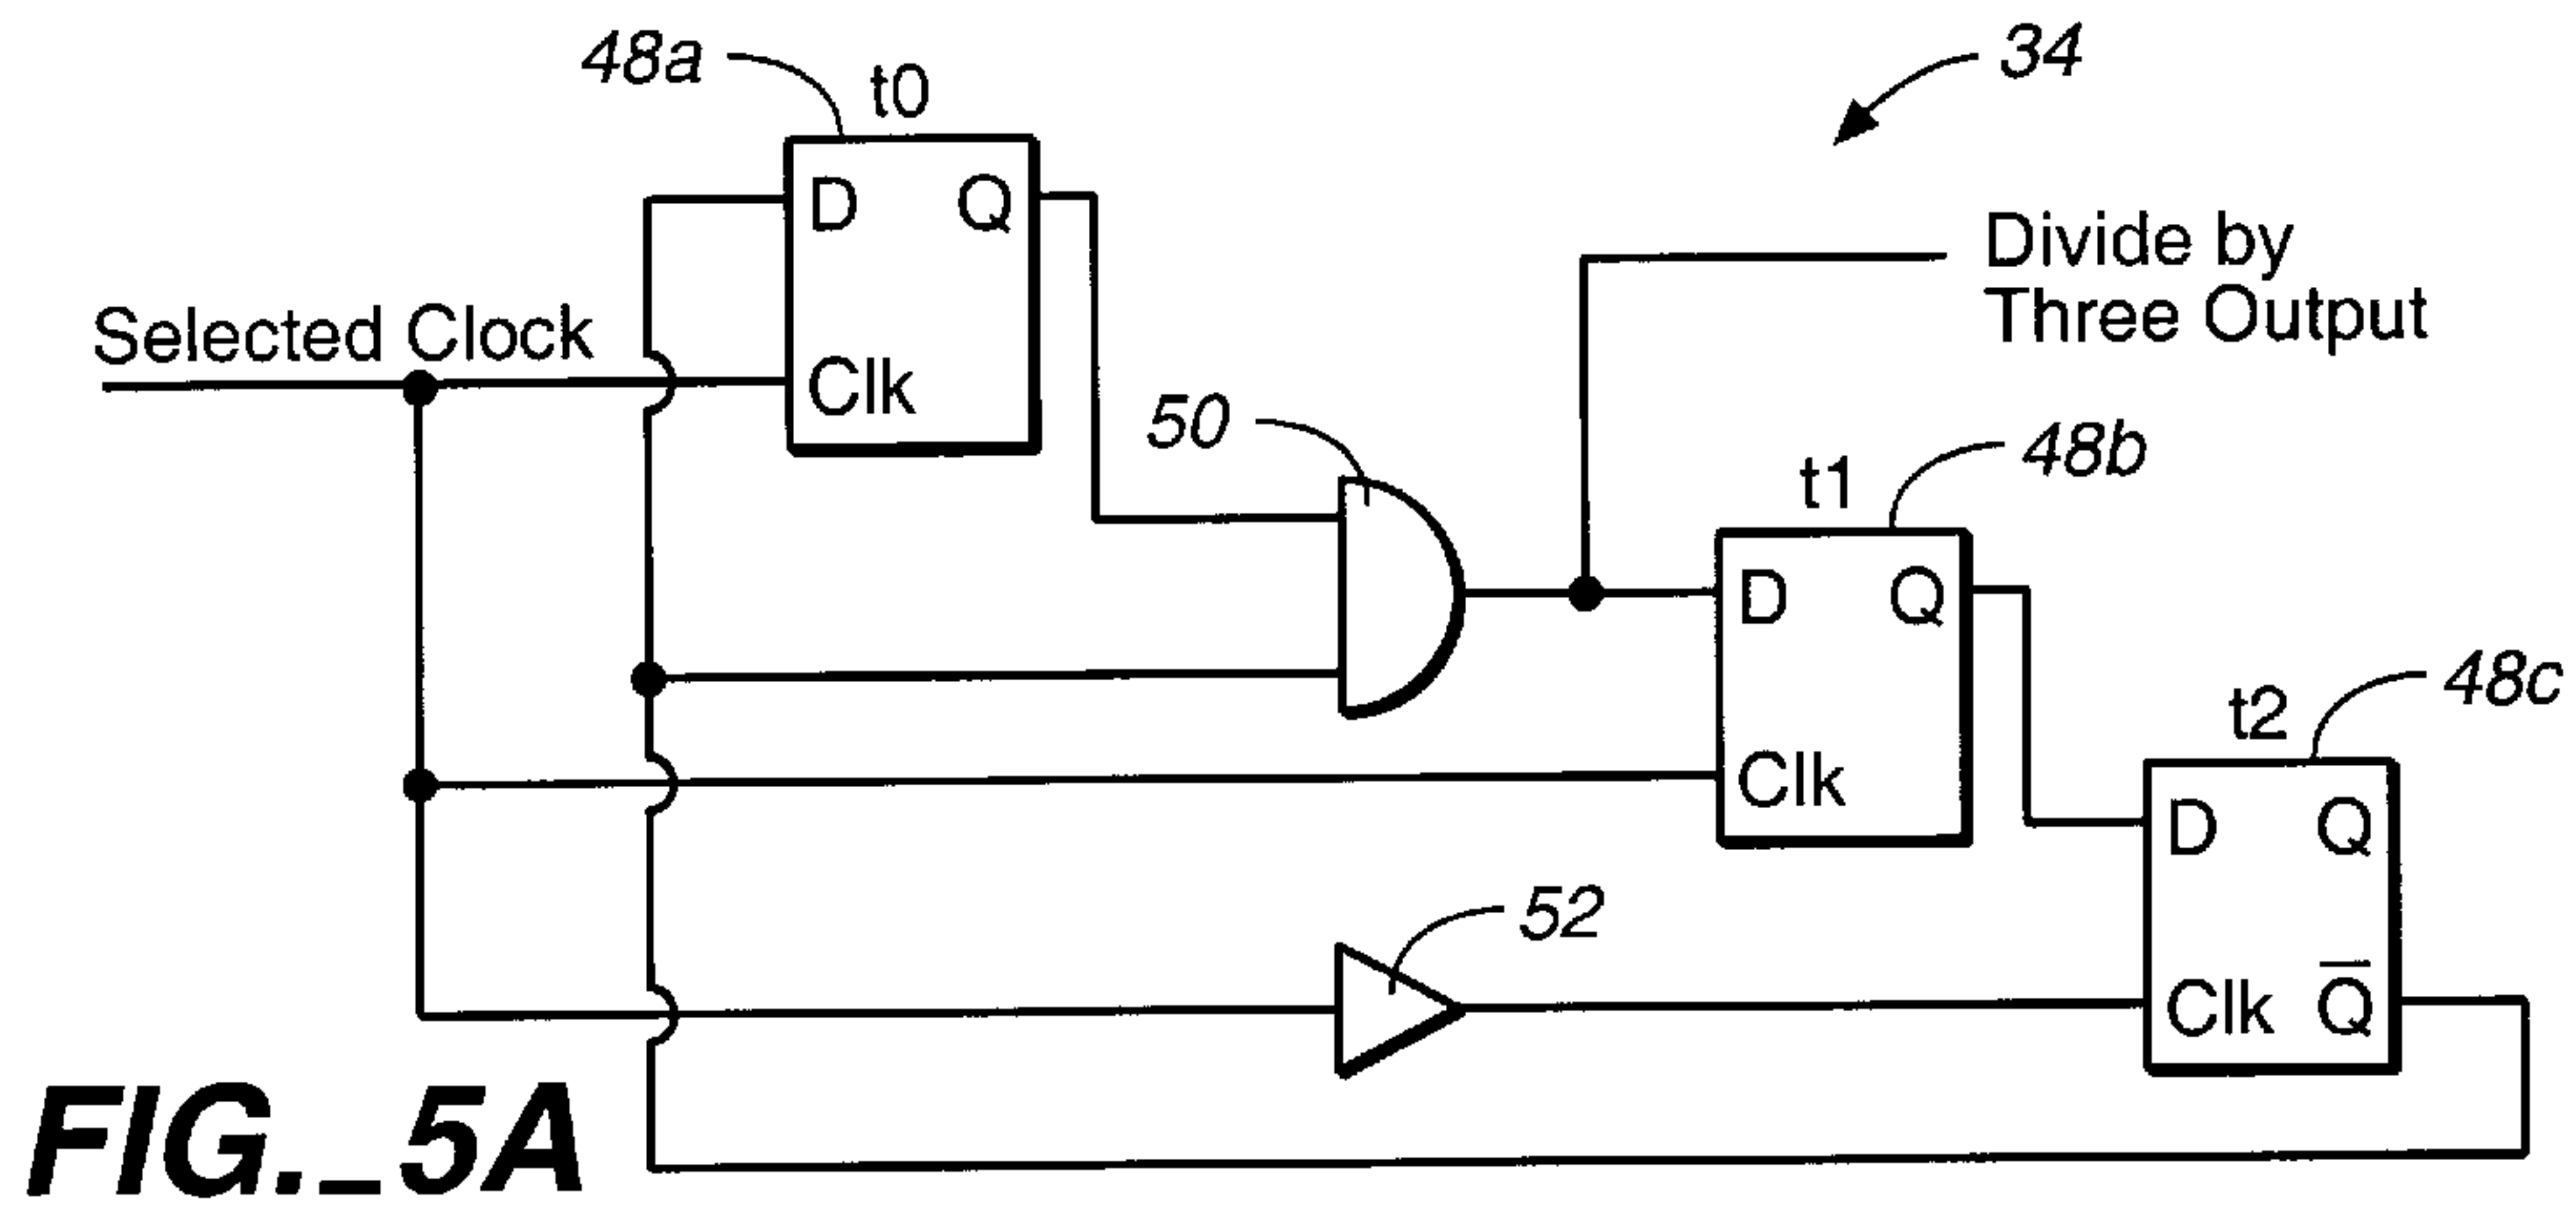 48a
t0
34
D Q
Divide by
Three Output
Selected Clock
Clk
50
48b
t1
D Q
48c
t2
Clk
D Q
52
Clk Q̅
FIG._5A